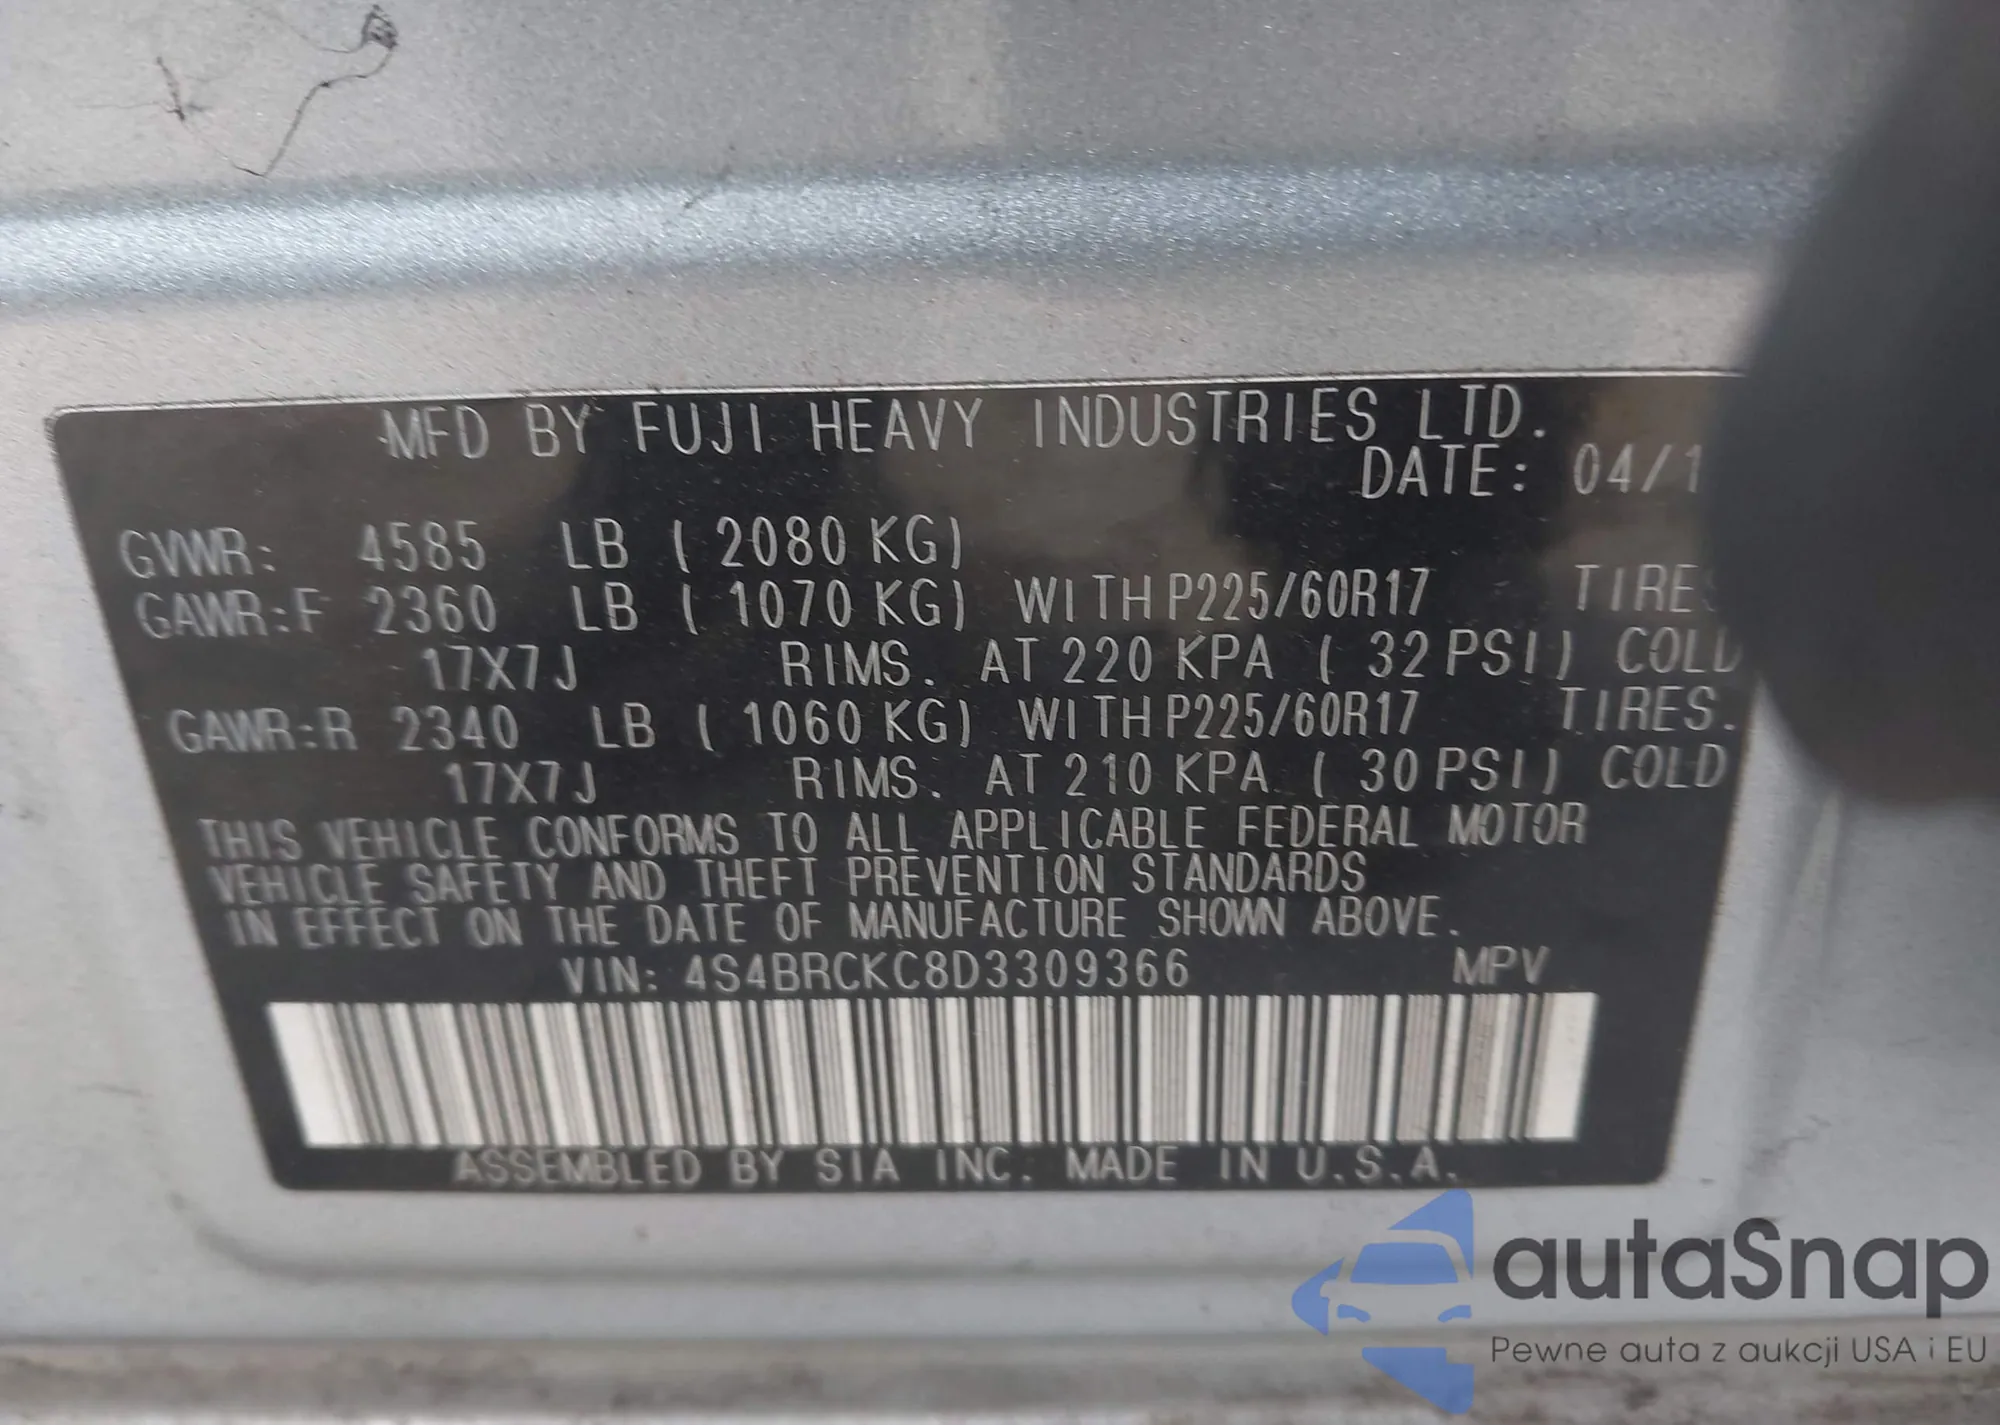 MFD BY FUJI HEAVY INDUSTRIES LTD.
DATE: 04/1
GVWR: 4585 LB ( 2080 KG)
GAWR:F 2360 LB ( 1070 KG) WITH P225/60R17 TIRES
17X7J RIMS. AT 220 KPA ( 32 PSI) COLD
GAWR:R 2340 LB ( 1060 KG) WITH P225/60R17 TIRES.
17X7J RIMS. AT 210 KPA. ( 30 PSI) COLD
THIS VEHICLE CONFORMS TO ALL APPLICABLE FEDERAL MOTOR
VEHICLE SAFETY AND THEFT PREVENTION STANDARDS
IN EFFECT ON THE DATE OF MANUFACTURE SHOWN ABOVE.
VIN: 4S4BRCKC8D3309366 MPV
ASSEMBLED BY SIA INC. MADE IN U.S.A.
autaSnap
Pewne auta z aukcji USA i EU